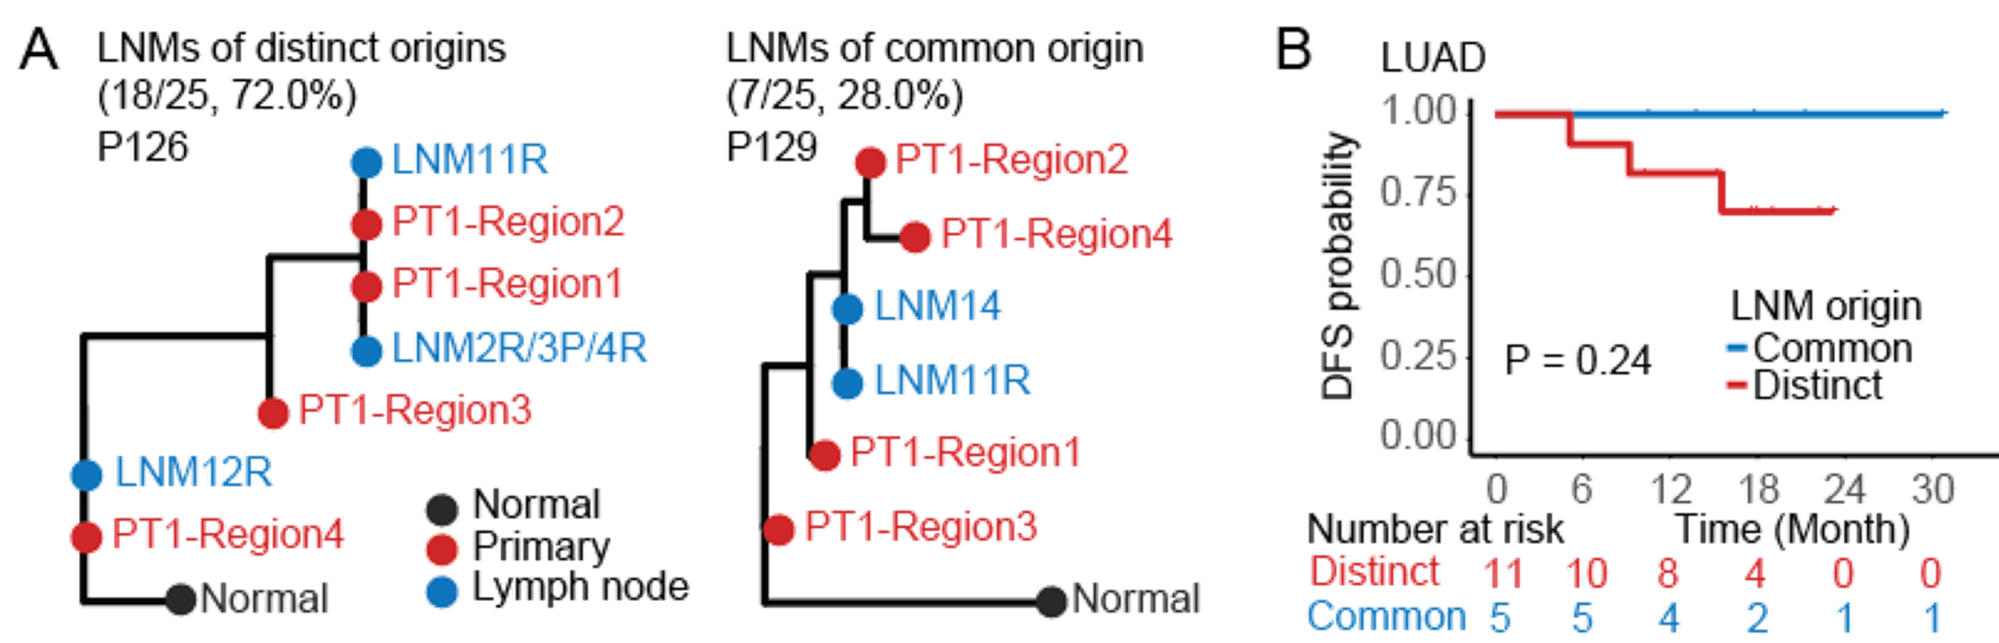 A
LNMs of distinct origins
(18/25, 72.0%)
P126
LNM11R
PT1-Region2
PT1-Region1
LNM2R/3P/4R
PT1-Region3
LNM12R
PT1-Region4
Normal
Normal
Primary
Lymph node
LNMs of common origin
(7/25, 28.0%)
P129
PT1-Region2
PT1-Region4
LNM14
LNM11R
PT1-Region1
PT1-Region3
Normal
B
LUAD
DFS probability
1.00
0.75
0.50
0.25
0.00
P = 0.24
LNM origin
Common
Distinct
0 6 12 18 24 30
Number at risk Time (Month)
Distinct 11 10 8 4 0 0
Common 5 5 4 2 1 1